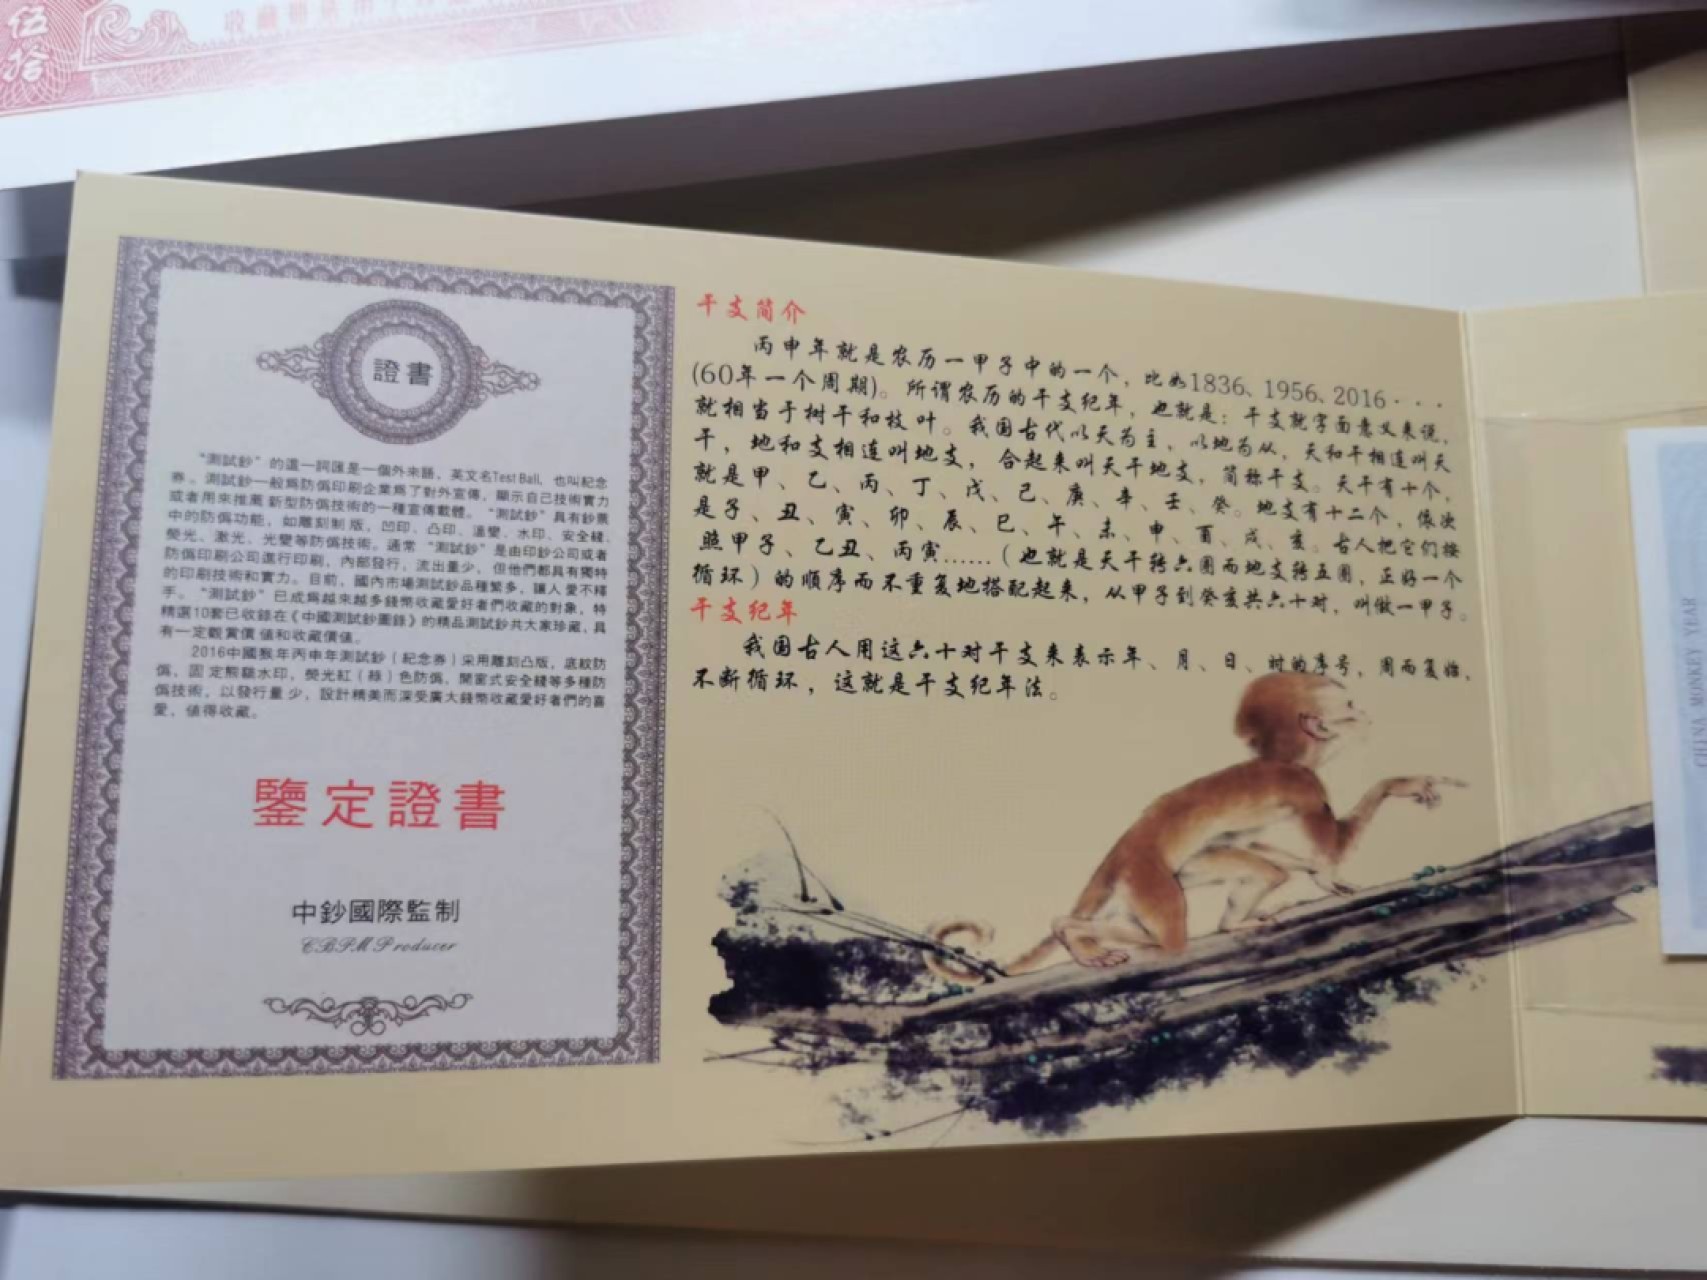 伍拾
證書
“測試鈔”的這一詞匯是一個外來語，英文名Test Ball，也叫紀念
券。測試鈔一般爲防僞印刷企業爲了對外宣傳，顯示自己技術實力
或者用來推薦新型防僞技術的一種宣傳載體。“測試鈔”具有鈔票
中的防僞功能，如雕刻制版，凹印、凸印、溫變、水印、安全綫、
熒光、激光、光變等防僞技術。通常“測試鈔”是由印鈔公司或者
防僞印刷公司進行印刷，內部發行，流出量少，但他們都具有獨特
的印刷技術和實力。目前，國內市場測試鈔品種繁多，讓人愛不釋
手。“測試鈔”已成爲越來越多錢幣收藏愛好者們收藏的對象，特
精選10套已收錄在《中國測試鈔圖錄》的精品測試鈔共大家珍藏，具
有一定觀賞價值和收藏價值。
2016中國猴年丙申年測試鈔（紀念券）采用雕刻凸版，底紋防
僞，固定熊貓水印，熒光紅（綠）色防僞，開窗式安全綫等多種防
僞技術，以發行量少，設計精美而深受廣大錢幣收藏愛好者們的喜
愛，值得收藏。
鑒定證書
中鈔國際監制
CBPM Producer
干支简介
丙申年就是农历一甲子中的一个，比如1836、1956、2016···
(60年一个周期)。所谓农历的干支纪年，也就是：干支就字面意义来说，
就相当于树干和枝叶。我国古代以天为主，以地为从，天和干相连叫天
干，地和支相连叫地支，合起来叫天干地支，简称干支。天干有十个，
就是甲、乙、丙、丁、戊、己、庚、辛、壬、癸。地支有十二个，依次
是子、丑、寅、卯、辰、巳、午、未、申、酉、戌、亥。古人把它们按
照甲子、乙丑、丙寅……（也就是天干转六圈而地支转五圈，正好一个
循环）的顺序而不重复地搭配起来，从甲子到癸亥共六十对，叫做一甲子。
干支纪年
我国古人用这六十对干支来表示年、月、日、时的序号，周而复始，
不断循环，这就是干支纪年法。
CHINA MONKEY YEAR